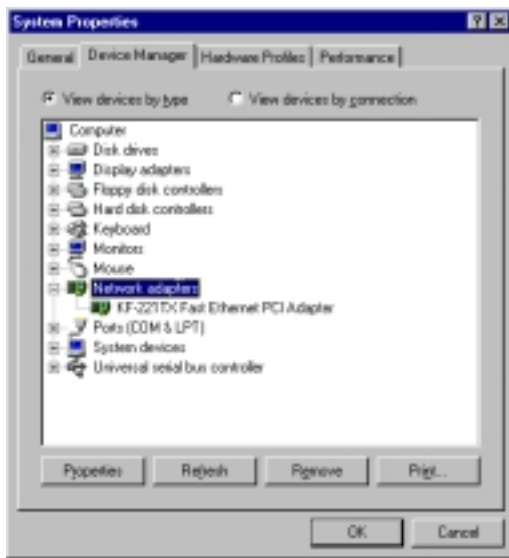 System Properties
General Device Manager Hardware Profiles Performance
View devices by type View devices by connection
Computer
Disk drives
Display adapters
Floppy disk controllers
Hard disk controllers
Keyboard
Monitors
Mouse
Network adapters
KF-221TX Fast Ethernet PCI Adapter
Ports (COM & LPT)
System devices
Universal serial bus controller
Properties Refresh Remove Print...
OK Cancel